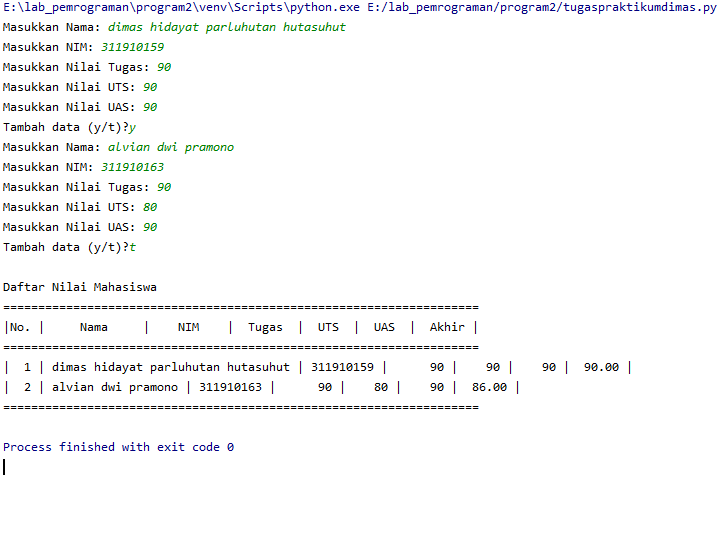 E:\lab_pemrograman\program2\venv\Scripts\python.exe E:/lab_pemrograman/program2/tugaspraktikumdimas.py
Masukkan Nama: dimas hidayat parluhutan hutasuhut
Masukkan NIM: 311910159
Masukkan Nilai Tugas: 90
Masukkan Nilai UTS: 90
Masukkan Nilai UAS: 90
Tambah data (y/t)?y
Masukkan Nama: alvian dwi pramono
Masukkan NIM: 311910163
Masukkan Nilai Tugas: 90
Masukkan Nilai UTS: 80
Masukkan Nilai UAS: 90
Tambah data (y/t)?t

Daftar Nilai Mahasiswa
====================================================================
|No. |     Nama     |    NIM    |  Tugas  |  UTS  |  UAS  |  Akhir |
====================================================================
|  1 | dimas hidayat parluhutan hutasuhut | 311910159 |      90 |    90 |    90 |  90.00 |
|  2 | alvian dwi pramono | 311910163 |      90 |    80 |    90 |  86.00 |
====================================================================

Process finished with exit code 0